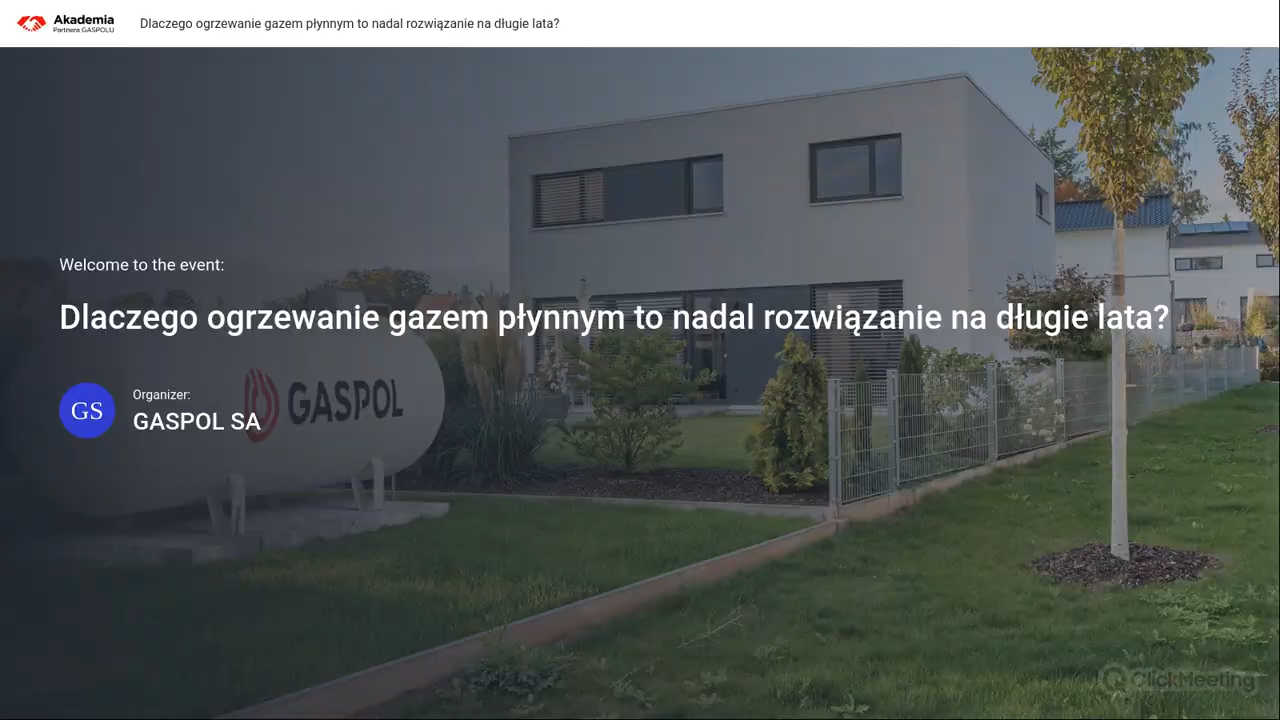 Akademia
Partnera GASPOLU
Dlaczego ogrzewanie gazem płynnym to nadal rozwiązanie na długie lata?
Welcome to the event:
Dlaczego ogrzewanie gazem płynnym to nadal rozwiązanie na długie lata?
GS
Organizer:
GASPOL SA
GASPOL
ClickMeeting